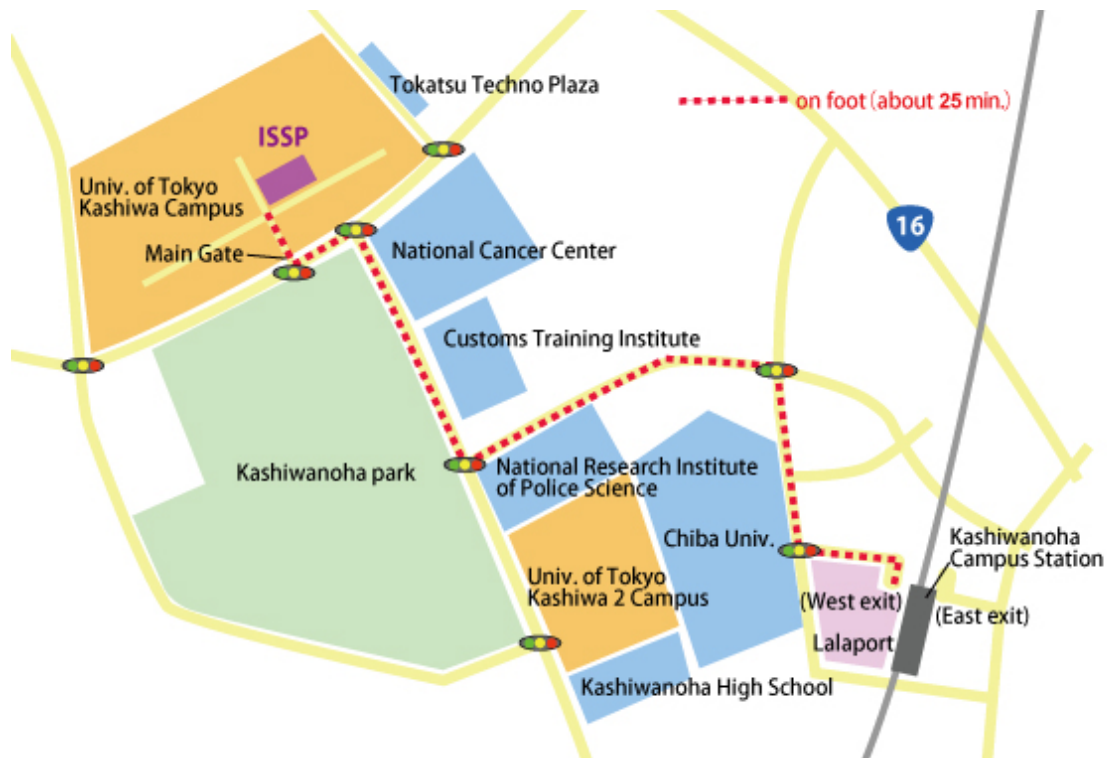 Tokatsu Techno Plaza
on foot (about 25 min.)
ISSP
Univ. of Tokyo
Kashiwa Campus
16
Main Gate
National Cancer Center
Customs Training Institute
Kashiwanoha park
National Research Institute
of Police Science
Chiba Univ.
Kashiwanoha
Campus Station
Univ. of Tokyo
Kashiwa 2 Campus
(West exit)
(East exit)
Lalaport
Kashiwanoha High School